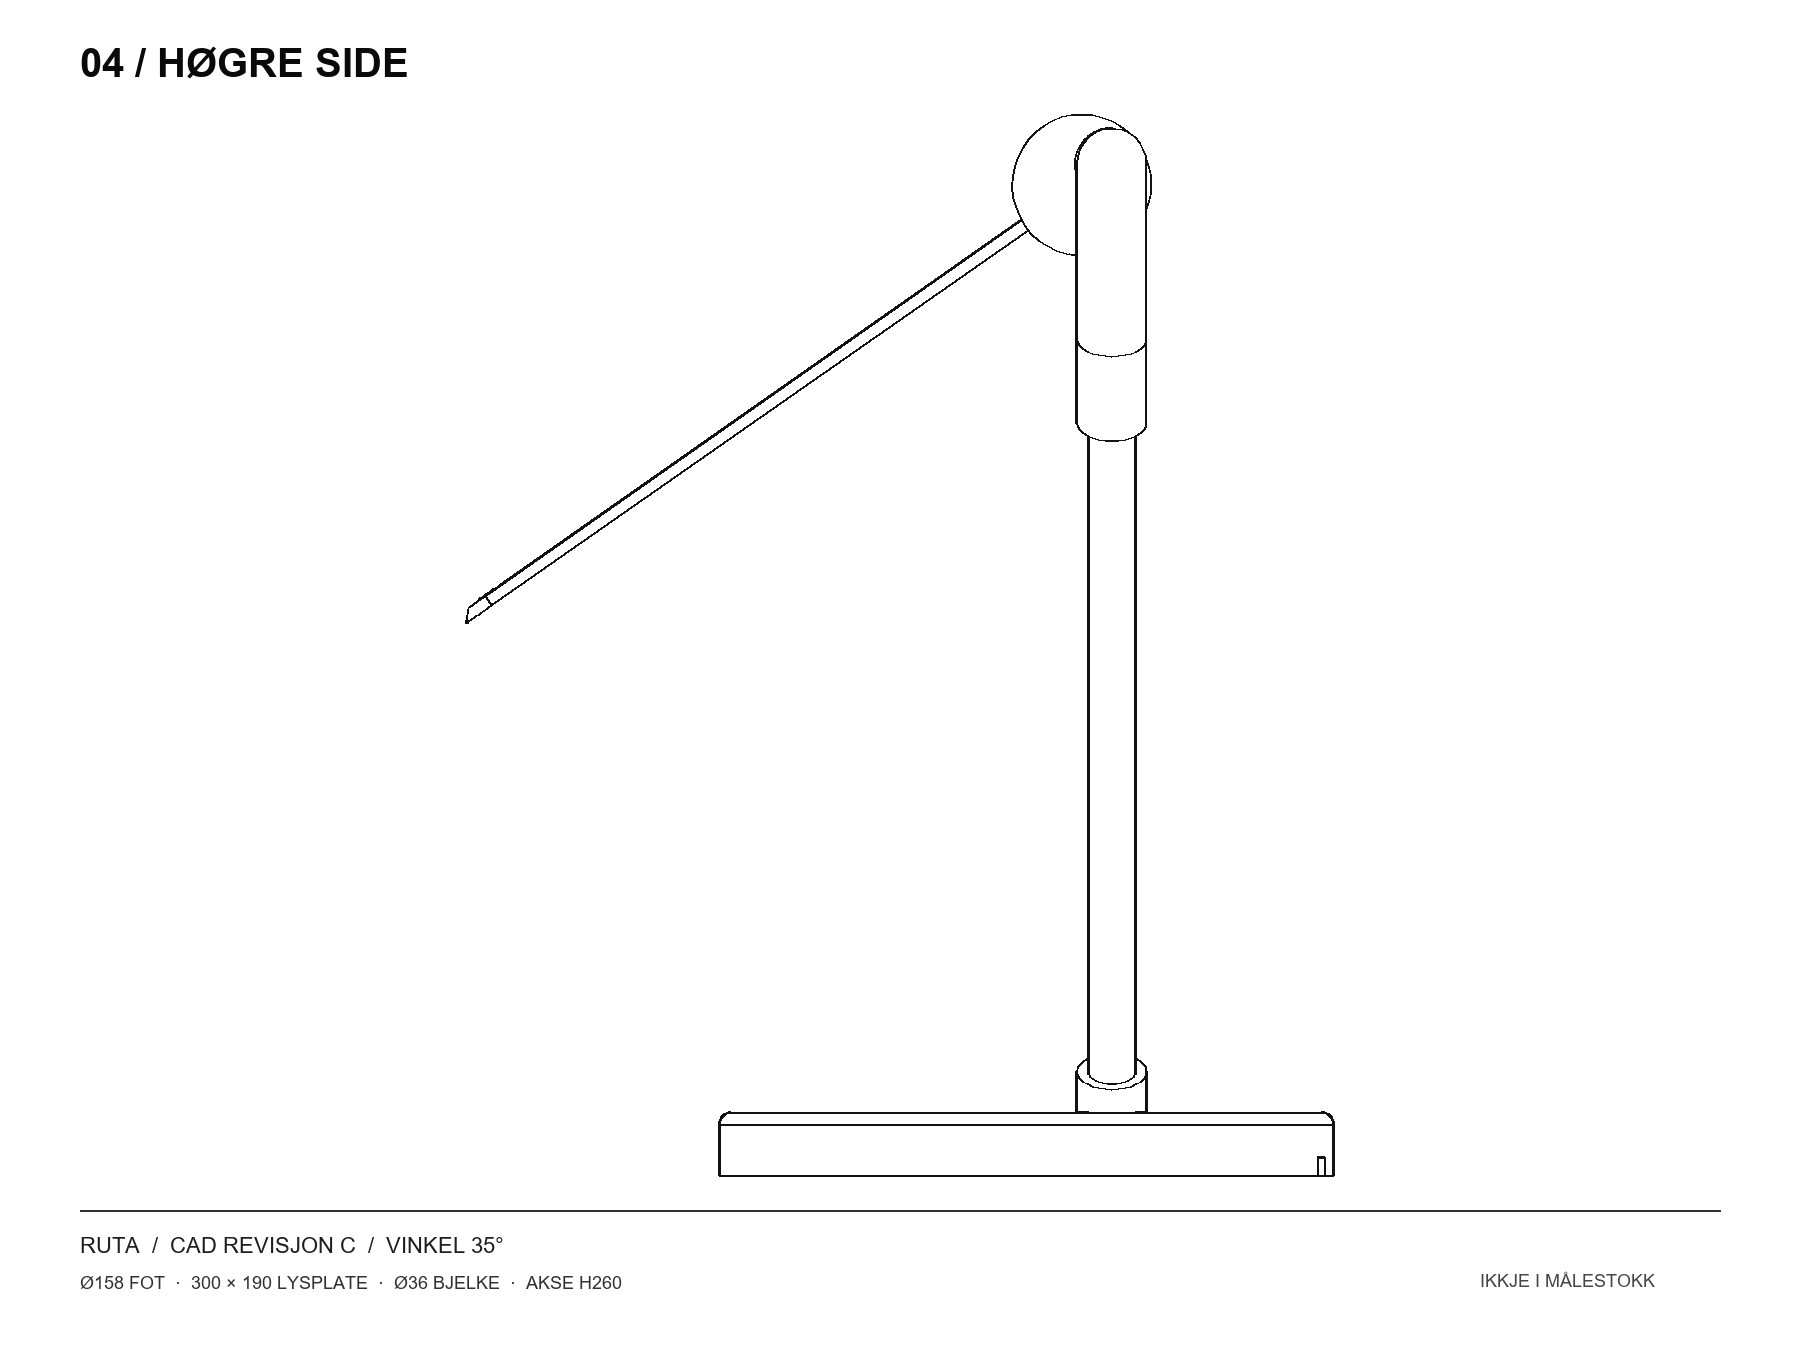 04 / HØGRE SIDE
RUTA / CAD REVISJON C / VINKEL 35°
Ø158 FOT · 300 × 190 LYSPLATE · Ø36 BJELKE · AKSE H260
IKKJE I MÅLESTOKK